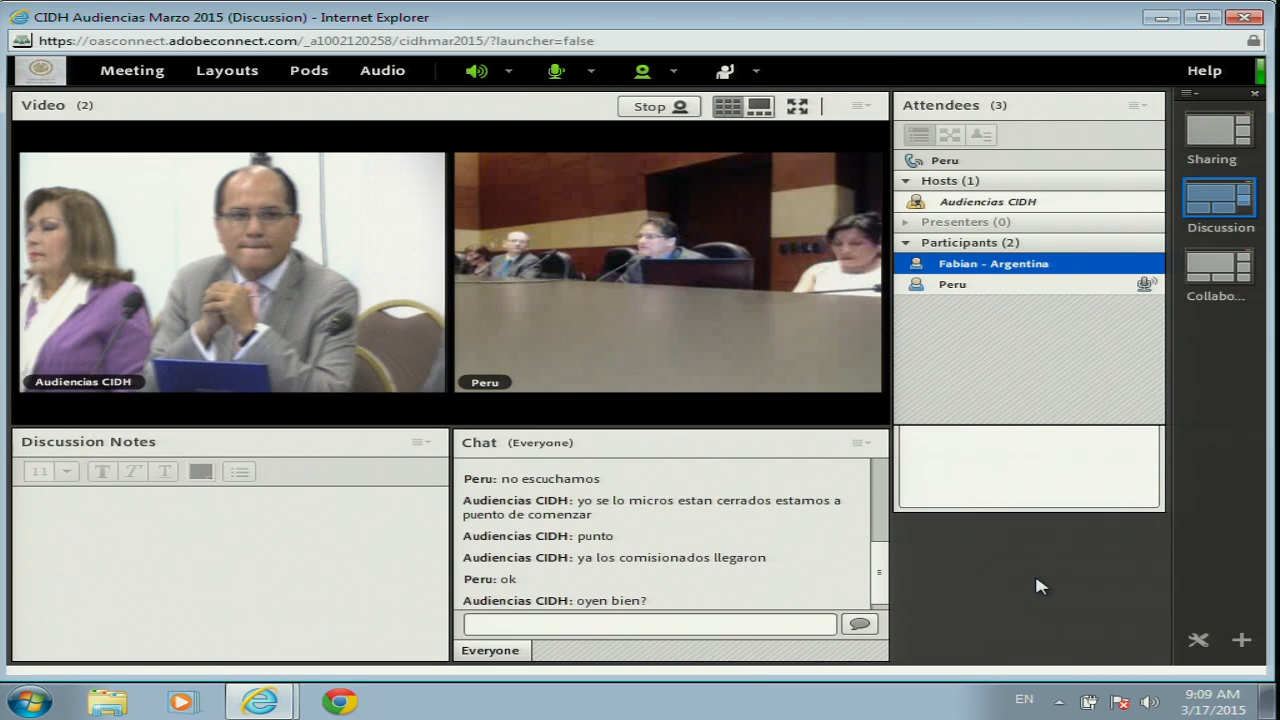 CIDH Audiencias Marzo 2015 (Discussion) - Internet Explorer
https://oasconnect.adobeconnect.com/_a1002120258/cidhmar2015/?launcher=false
Meeting Layouts Pods Audio Help
Video (2) Stop
Audiencias CIDH
Peru
Attendees (3)
Peru
Hosts (1)
Audiencias CIDH
Presenters (0)
Participants (2)
Fabian - Argentina
Peru
Sharing
Discussion
Collabo...
Discussion Notes
11 T T T
Chat (Everyone)
Peru: no escuchamos
Audiencias CIDH: yo se lo micros estan cerrados estamos a
puento de comenzar
Audiencias CIDH: punto
Audiencias CIDH: ya los comisionados llegaron
Peru: ok
Audiencias CIDH: oyen bien?
Everyone
EN
9:09 AM
3/17/2015